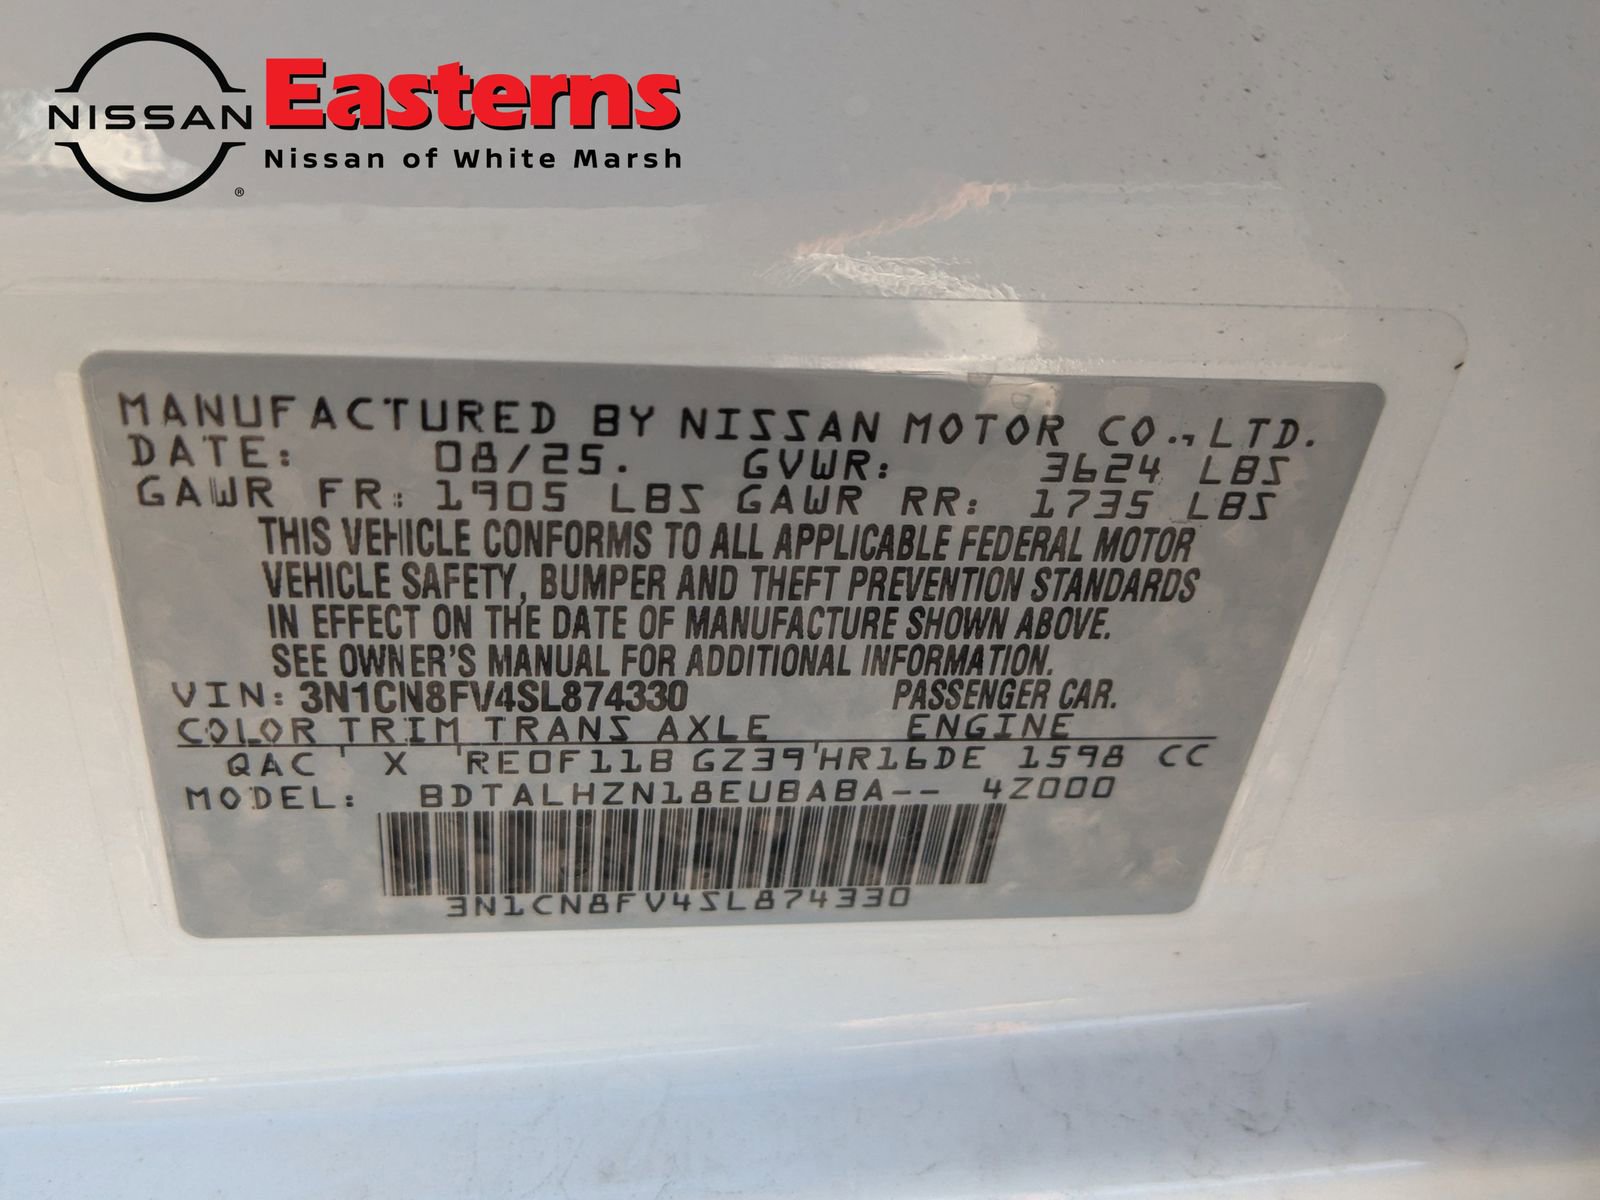 NISSAN
®
Easterns
Nissan of White Marsh
MANUFACTURED BY NISSAN MOTOR CO., LTD.
DATE: 08/25. GVWR: 3624 LBS
GAWR FR: 1905 LBS GAWR RR: 1735 LBS
THIS VEHICLE CONFORMS TO ALL APPLICABLE FEDERAL MOTOR
VEHICLE SAFETY, BUMPER AND THEFT PREVENTION STANDARDS
IN EFFECT ON THE DATE OF MANUFACTURE SHOWN ABOVE.
SEE OWNER'S MANUAL FOR ADDITIONAL INFORMATION.
VIN: 3N1CN8FV4SL874330 PASSENGER CAR.
COLOR TRIM TRANS AXLE ENGINE
QAC ' X 'RE0F11B GZ39'HR16DE 1598 CC
MODEL: BDTALHZN18EUBABA-- 4Z000
3N1CN8FV4SL874330